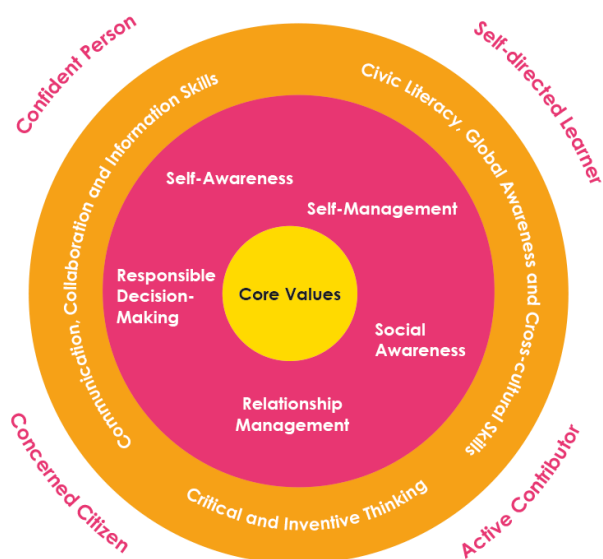 Confident Person
Self-directed Learner
Communication, Collaboration and Information Skills
Civic Literacy, Global Awareness and Cross-cultural Skills
Self-Awareness
Self-Management
Responsible
Decision-
Making
Core Values
Social
Awareness
Relationship
Management
Critical and Inventive Thinking
Concerned Citizen
Active Contributor